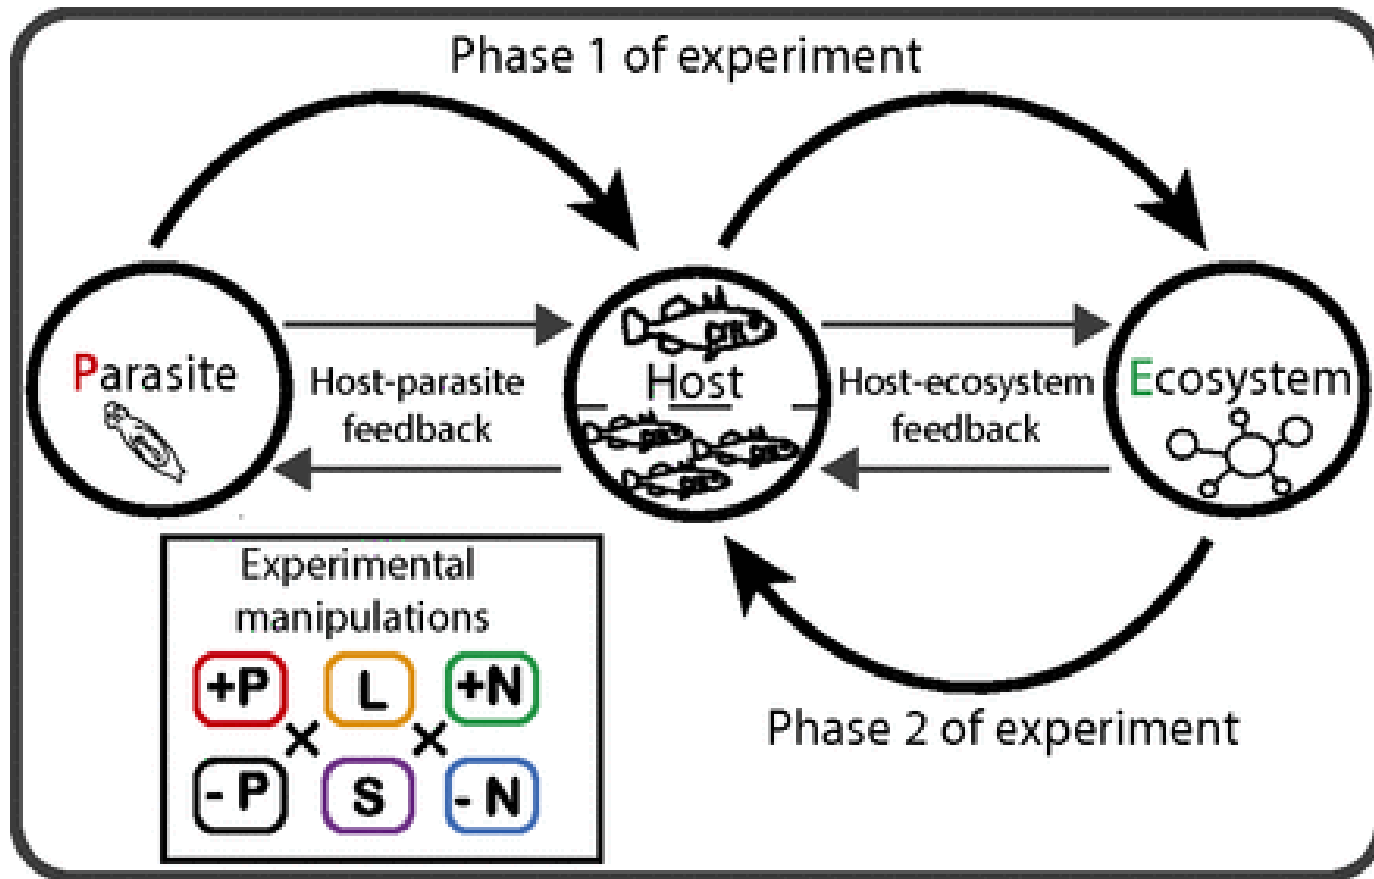 Phase 1 of experiment
Parasite
Host-parasite
feedback
Host
Host-ecosystem
feedback
Ecosystem
Experimental
manipulations
+P
L
+N
×
×
- P
S
- N
Phase 2 of experiment